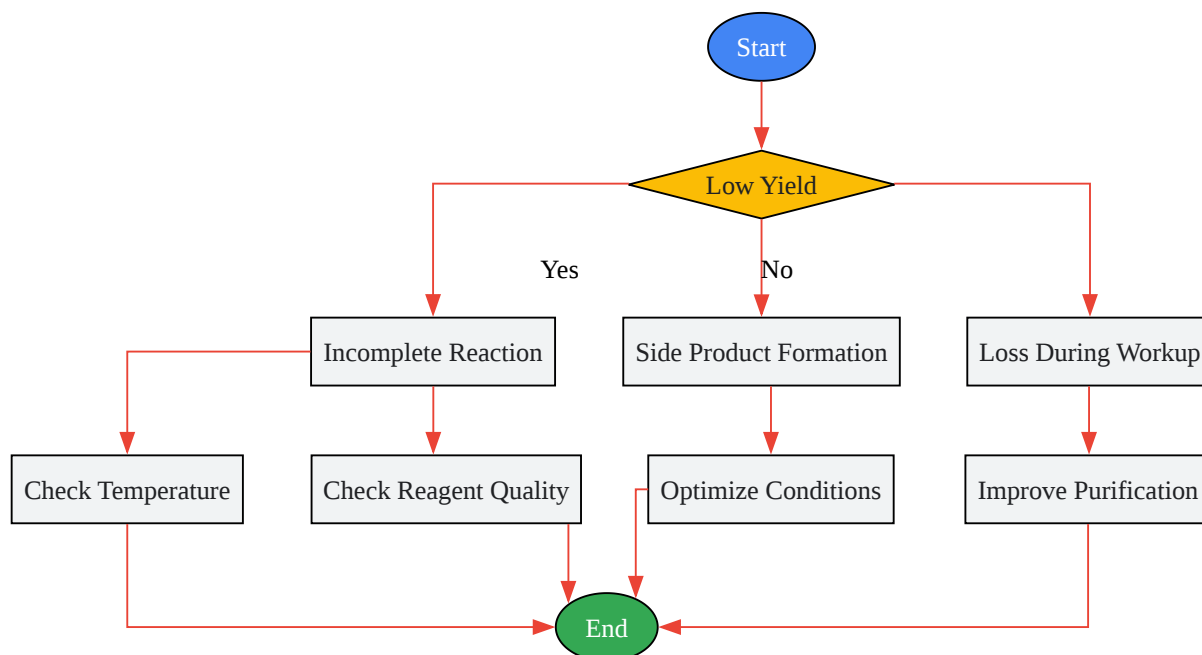 Start
Low Yield
Yes
No
Incomplete Reaction
Side Product Formation
Loss During Workup
Check Temperature
Check Reagent Quality
Optimize Conditions
Improve Purification
End